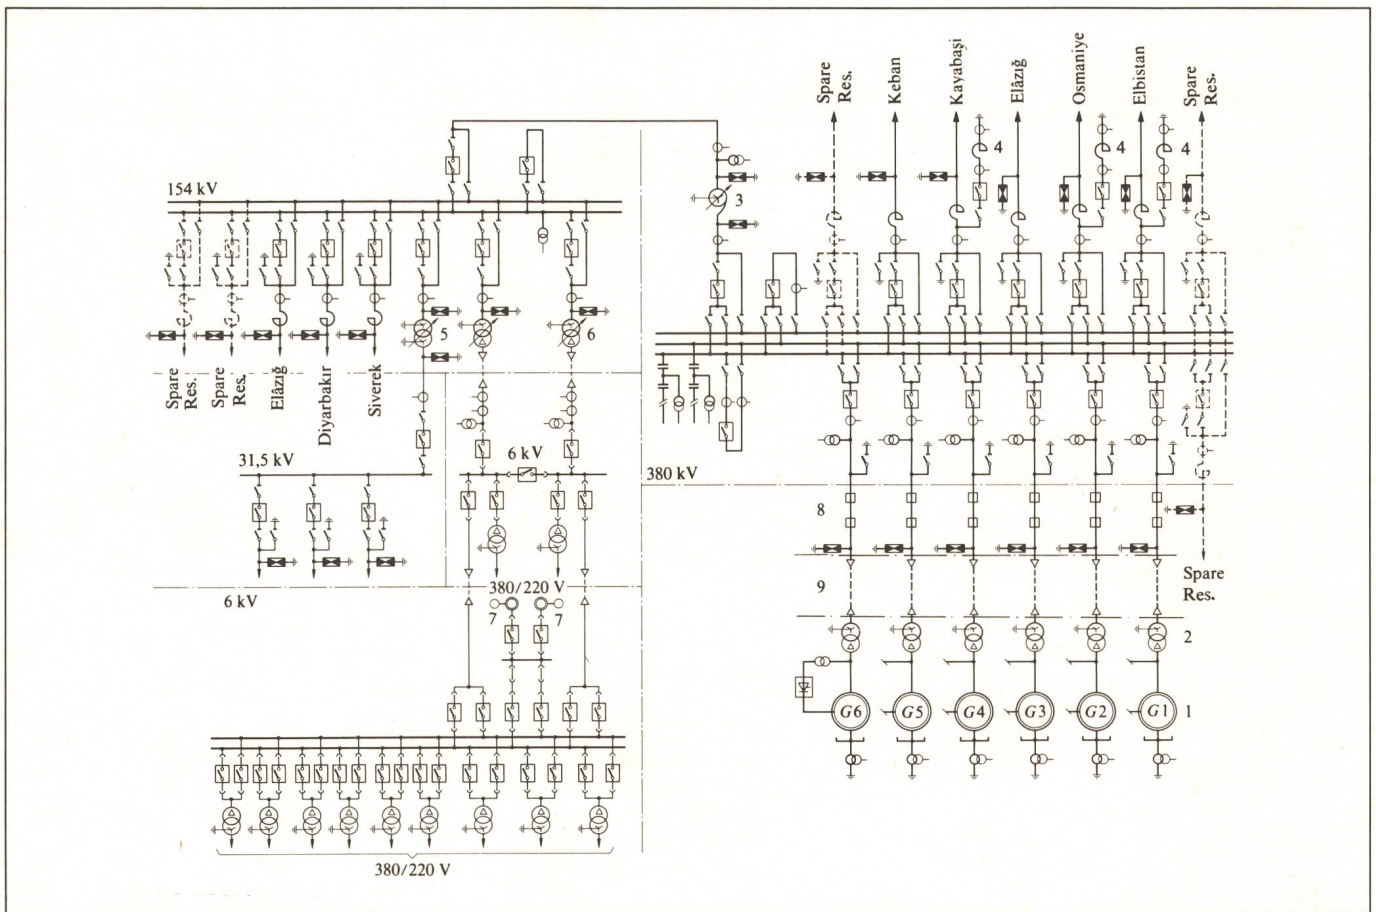 Spare
Res.
Keban
Kayabaşi
Elâzığ
Osmaniye
Elbistan
Spare
Res.
4
4
4
154 kV
3
5
6
Spare
Res.
Spare
Res.
Elâzığ
Diyarbakır
Siverek
31,5 kV
6 kV
380 kV
8
380/220 V
6 kV
9
Spare
Res.
7
7
2
G6
G5
G4
G3
G2
G1
1
380/220 V